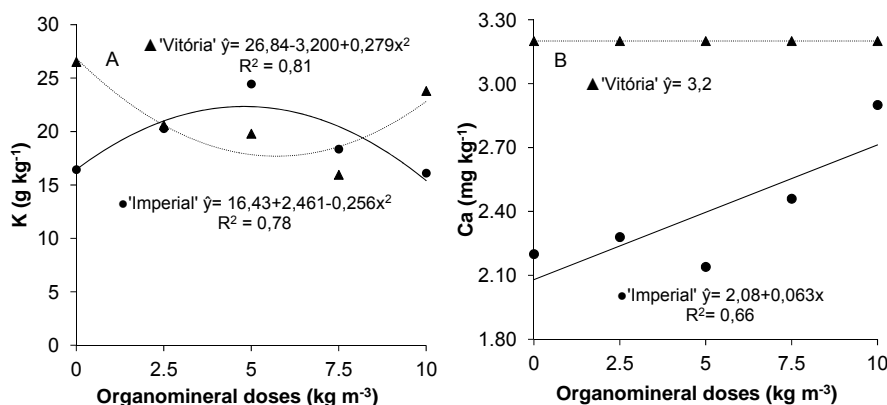 A
▲ 'Vitória' ŷ= 26,84-3,200+0,279x²
R² = 0,81
● 'Imperial' ŷ= 16,43+2,461-0,256x²
R² = 0,78
K (g kg⁻¹)
30
25
20
15
10
5
0
0 2.5 5 7.5 10
Organomineral doses (kg m⁻³)
B
▲ 'Vitória' ŷ= 3,2
● 'Imperial' ŷ= 2,08+0,063x
R²= 0,66
Ca (mg kg⁻¹)
3.30
3.00
2.70
2.40
2.10
1.80
0 2.5 5 7.5 10
Organomineral doses (kg m⁻³)